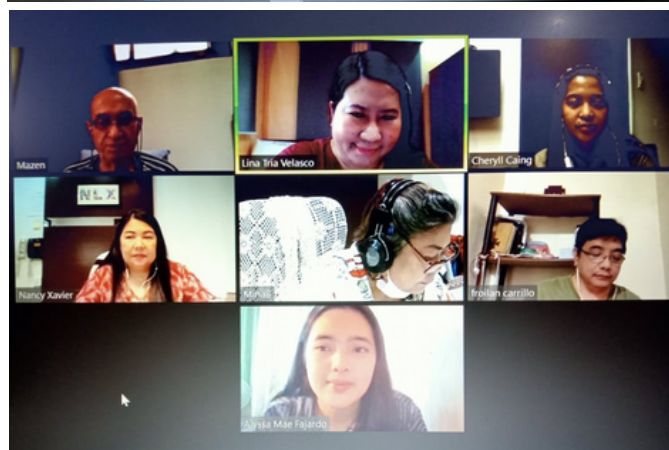 Mazen
Lina Tria Velasco
Cheryll Caing
NLX
Nancy Xavier
froilan carrillo
Alyssa Mae Fajardo